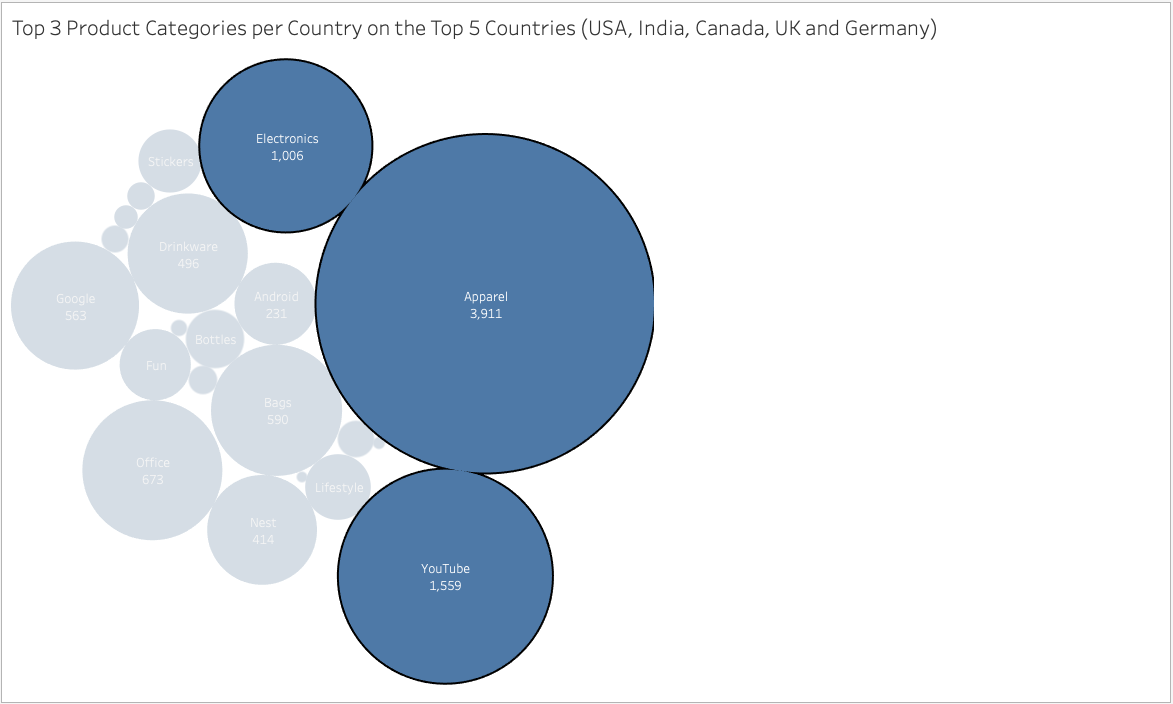 Top 3 Product Categories per Country on the Top 5 Countries (USA, India, Canada, UK and Germany)
Electronics
1,006
Stickers
Drinkware
496
Google
563
Android
231
Apparel
3,911
Bottles
Fun
Bags
590
Office
673
Lifestyle
Nest
414
YouTube
1,559